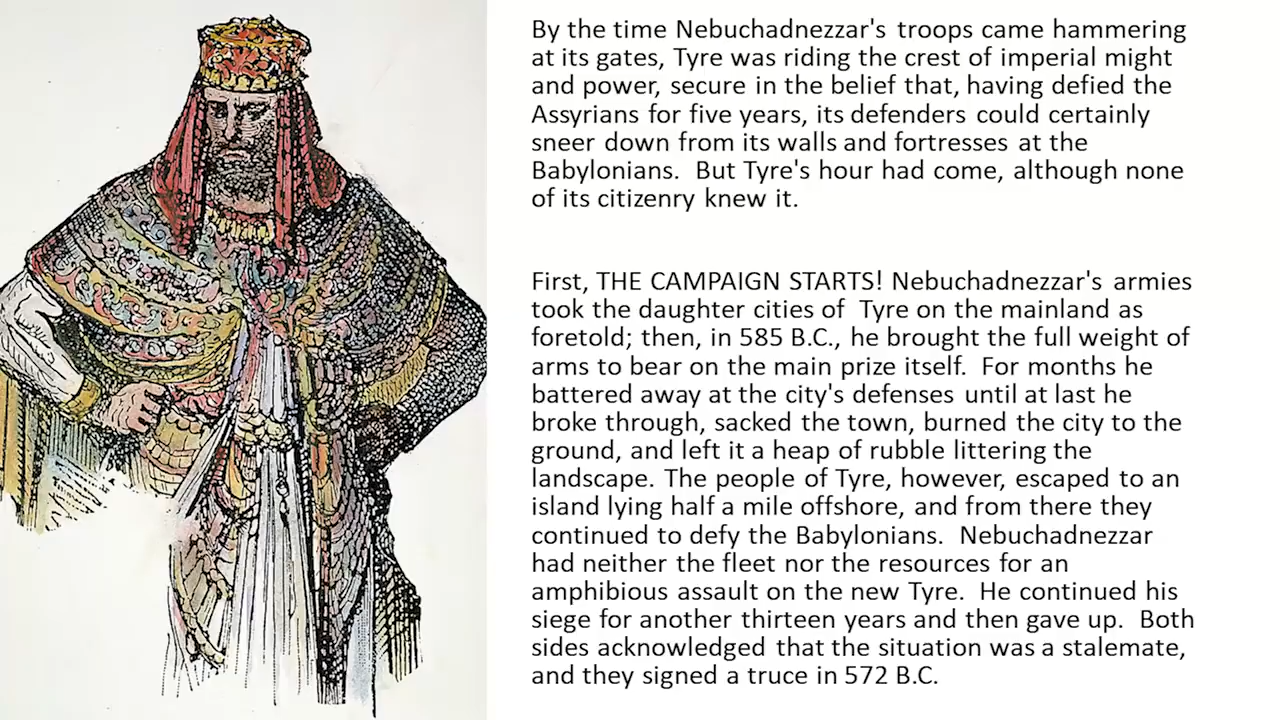 By the time Nebuchadnezzar's troops came hammering
at its gates, Tyre was riding the crest of imperial might
and power, secure in the belief that, having defied the
Assyrians for five years, its defenders could certainly
sneer down from its walls and fortresses at the
Babylonians.  But Tyre's hour had come, although none
of its citizenry knew it.
First, THE CAMPAIGN STARTS! Nebuchadnezzar's armies
took the daughter cities of  Tyre on the mainland as
foretold; then, in 585 B.C., he brought the full weight of
arms to bear on the main prize itself.  For months he
battered away at the city's defenses until at last he
broke through, sacked the town, burned the city to the
ground, and left it a heap of rubble littering the
landscape. The people of Tyre, however, escaped to an
island lying half a mile offshore, and from there they
continued to defy the Babylonians.  Nebuchadnezzar
had neither the fleet nor the resources for an
amphibious assault on the new Tyre.  He continued his
siege for another thirteen years and then gave up.  Both
sides acknowledged that the situation was a stalemate,
and they signed a truce in 572 B.C.